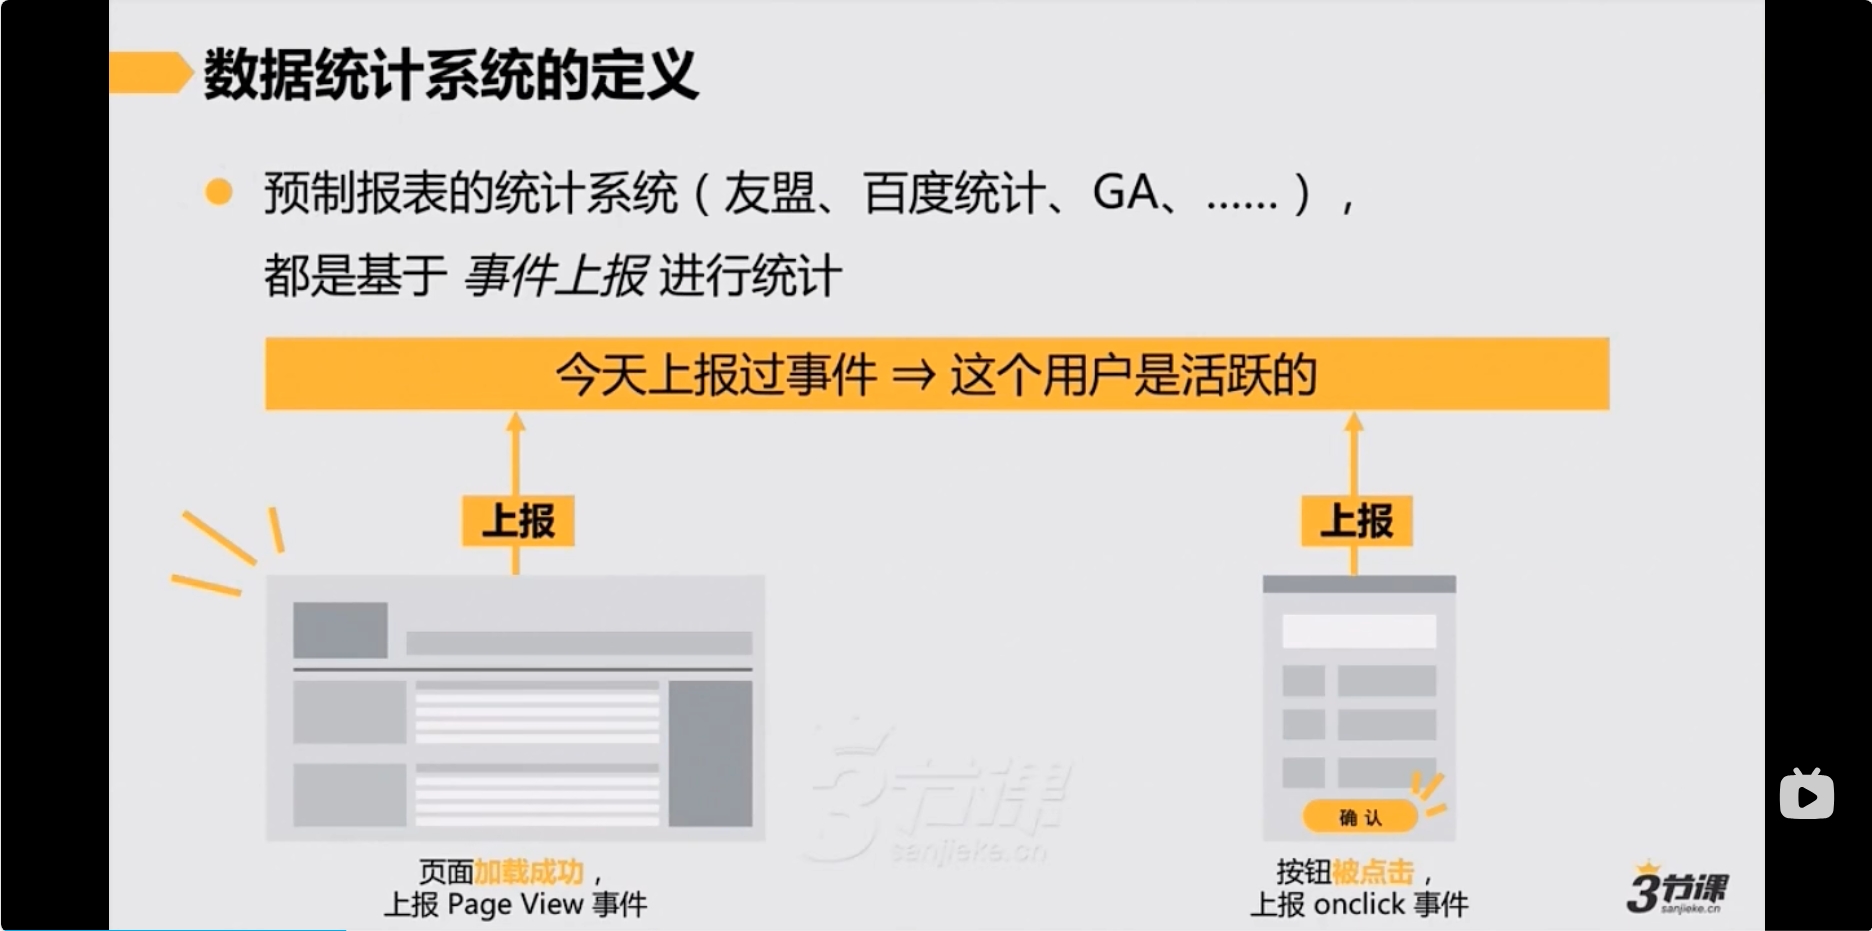 数据统计系统的定义
预制报表的统计系统（友盟、百度统计、GA、……），
都是基于 事件上报 进行统计
今天上报过事件 ⇒ 这个用户是活跃的
上报
上报
确 认
3节课
sanjieke.cn
页面加载成功，
上报 Page View 事件
按钮被点击，
上报 onclick 事件
3节课
sanjieke.cn